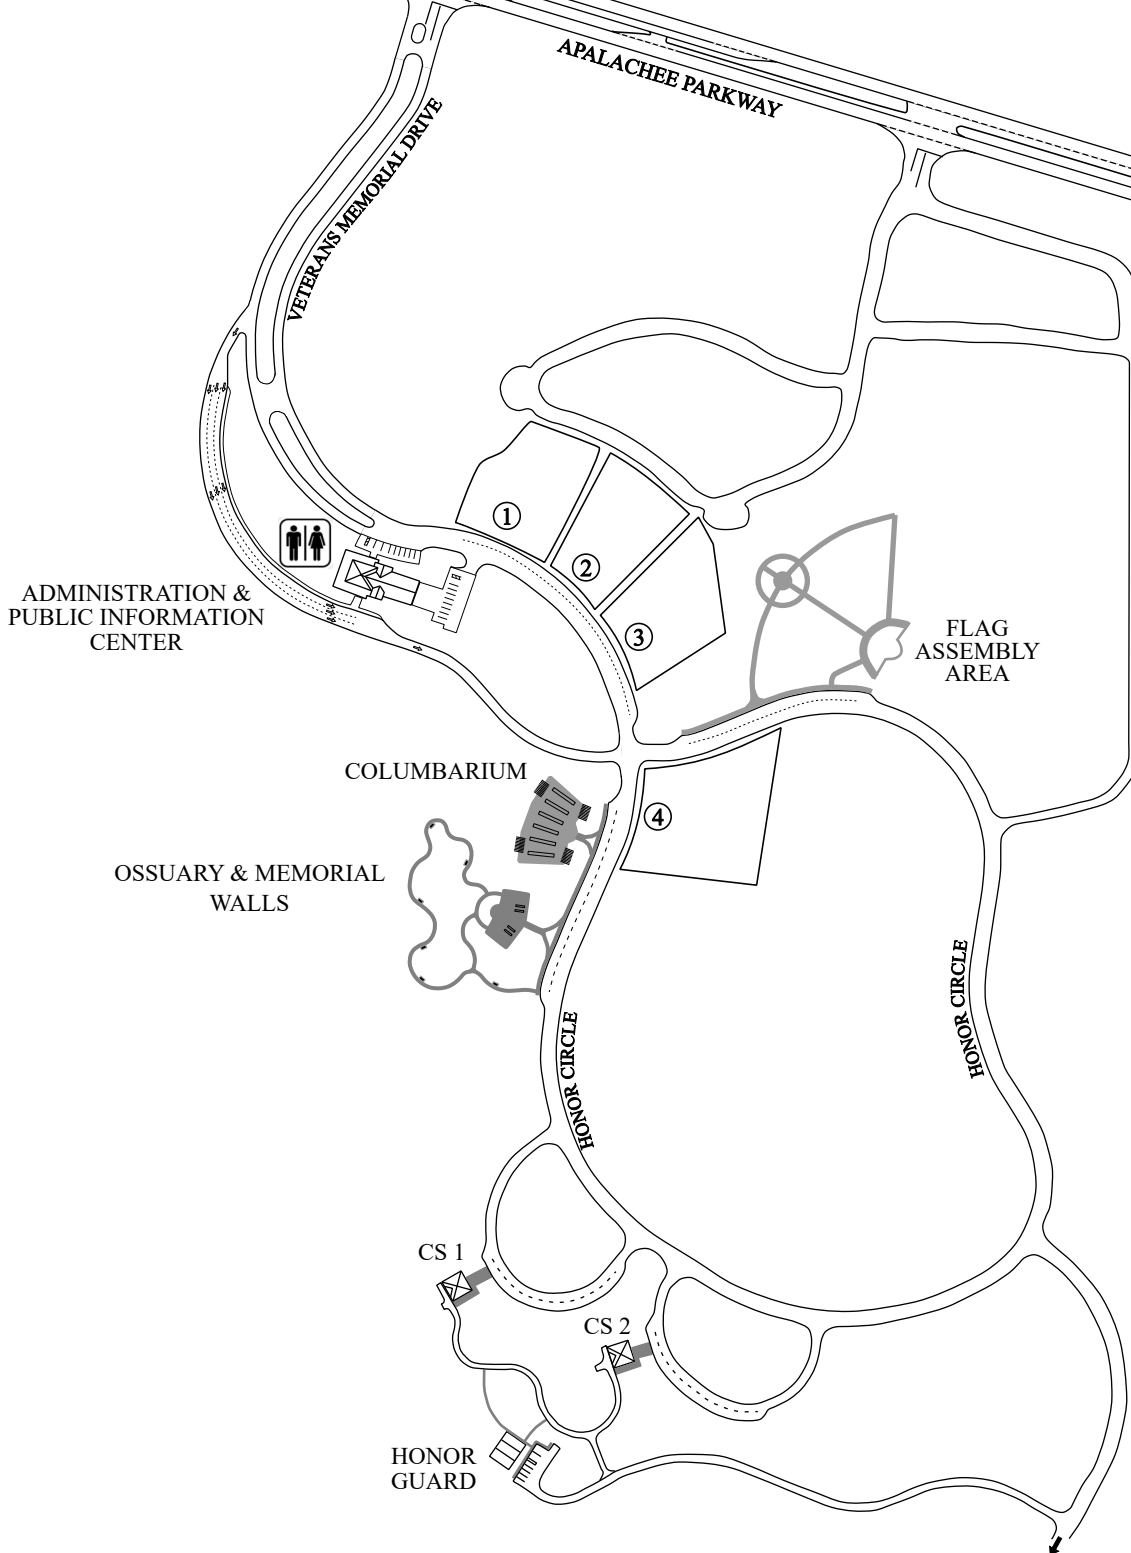 APALACHEE PARKWAY
VETERANS MEMORIAL DRIVE
1
2
3
ADMINISTRATION &
PUBLIC INFORMATION
CENTER
FLAG
ASSEMBLY
AREA
COLUMBARIUM
4
OSSUARY & MEMORIAL
WALLS
HONOR CIRCLE
HONOR CIRCLE
CS 1
CS 2
HONOR
GUARD